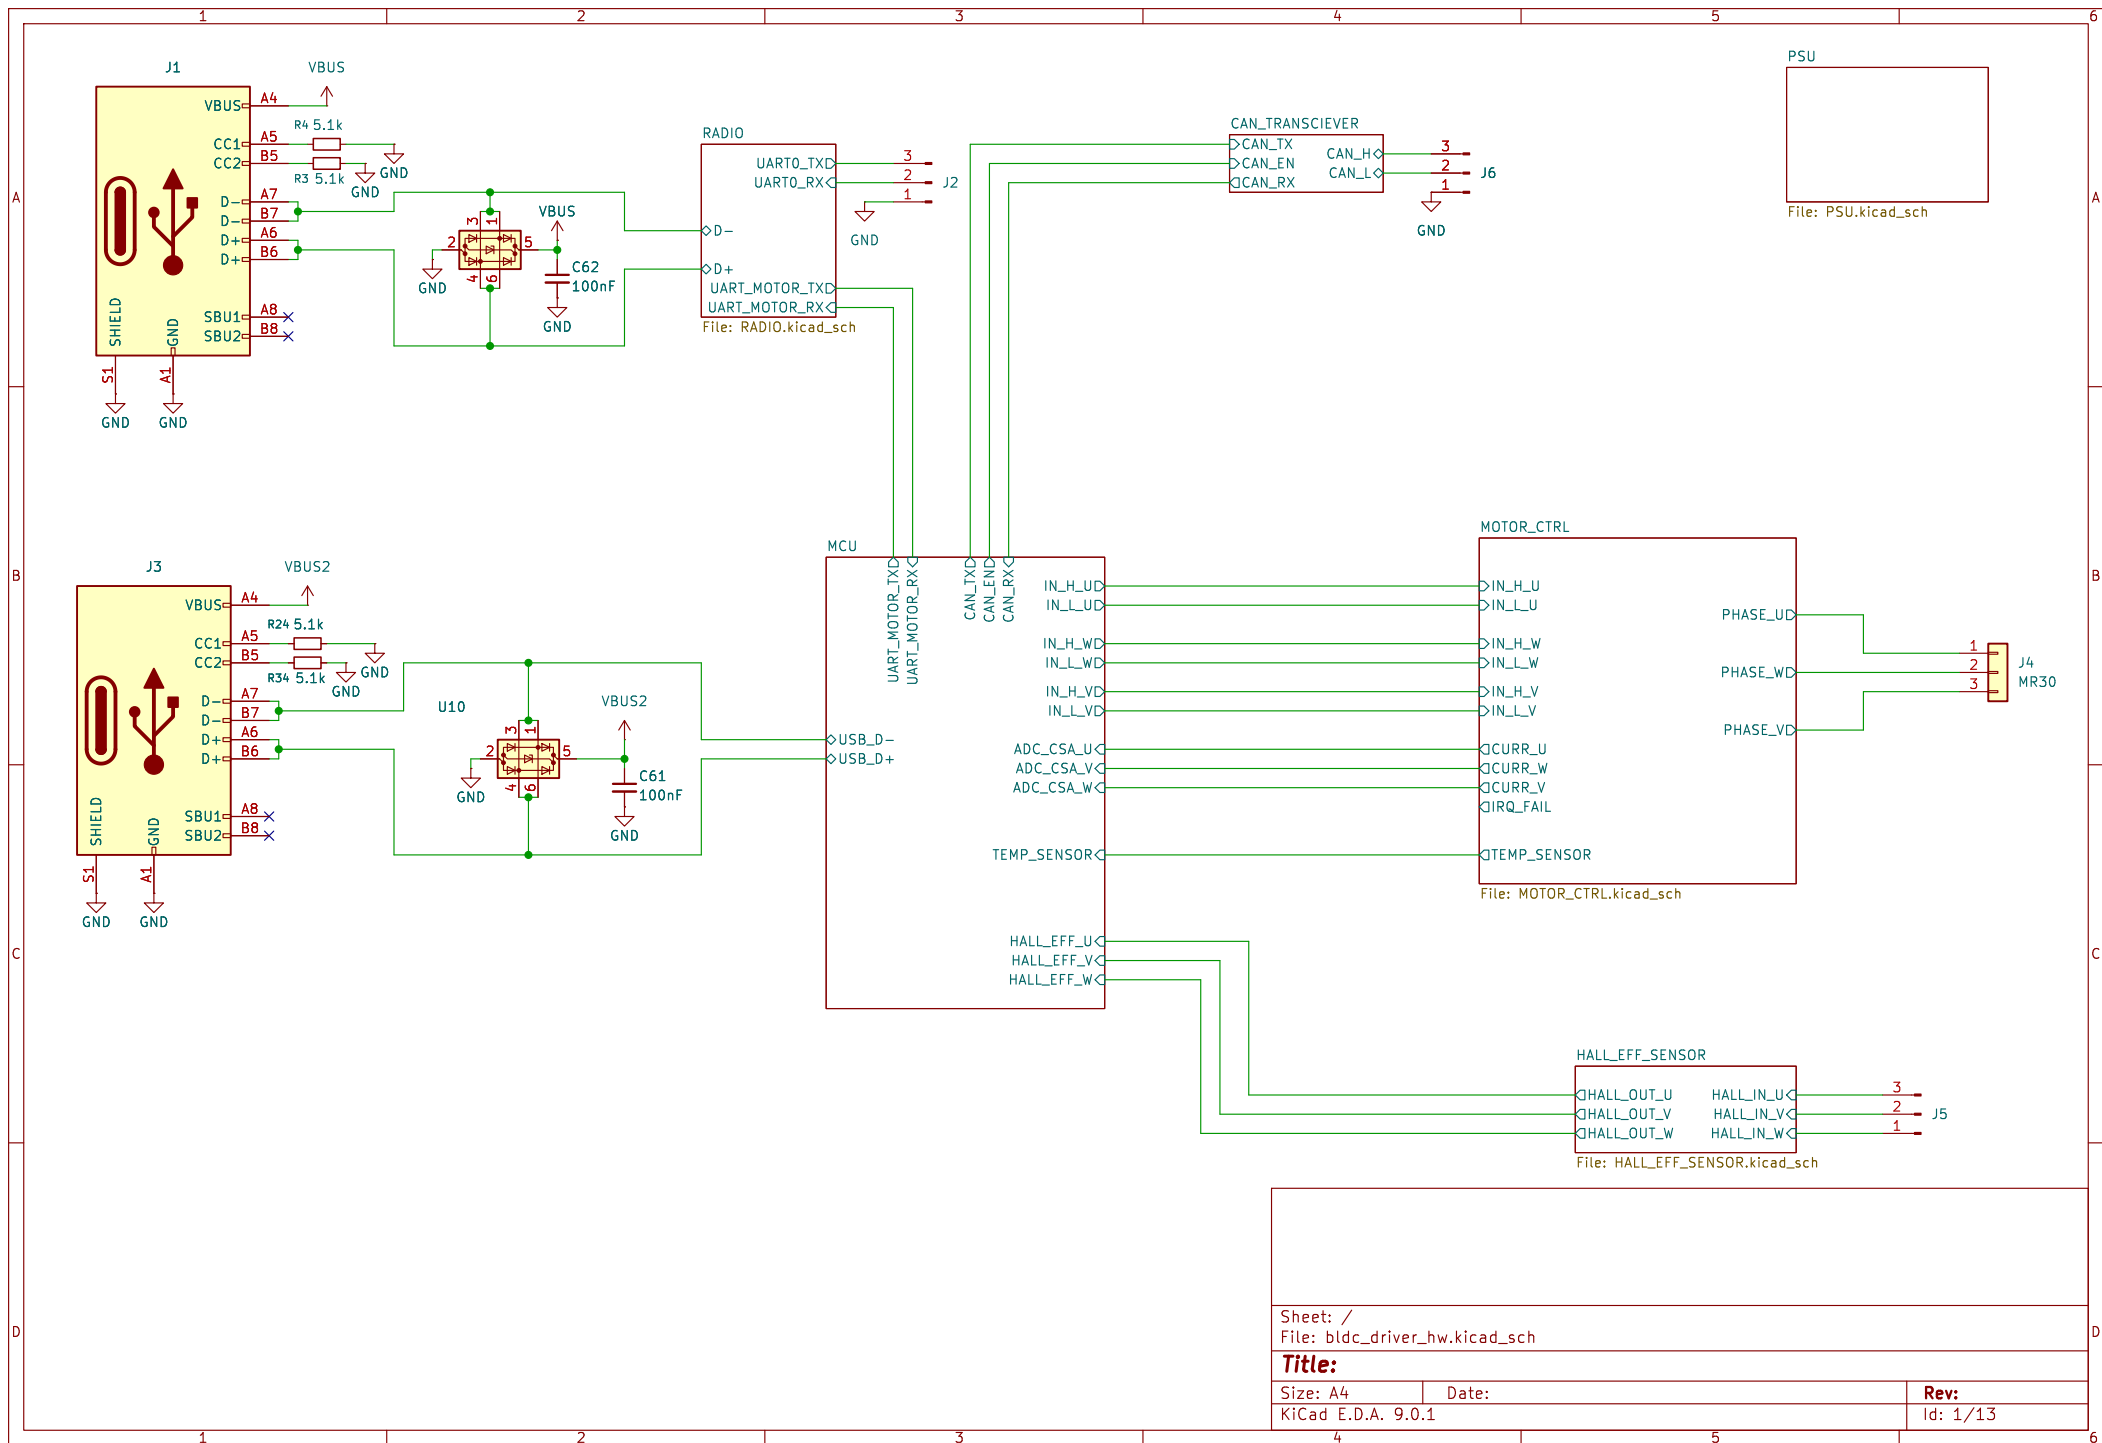 1 2 3 4 5 6
A
B
C
D
A
B
C
D
1 2 3 4 5 6
J1
VBUS
VBUS A4
R4 5.1k
CC1 A5
CC2 B5
GND
R3 5.1k
GND
D- A7
D- B7
D+ A6
D+ B6
SBU1 A8
SBU2 B8
SHIELD
GND
S1
A1
GND
GND
3 1
2 5
4 6
GND
VBUS
C62
100nF
GND
RADIO
UART0_TX
UART0_RX
D-
D+
UART_MOTOR_TX
UART_MOTOR_RX
File: RADIO.kicad_sch
3
2
1
J2
GND
CAN_TRANSCIEVER
CAN_TX
CAN_EN
CAN_RX
CAN_H
CAN_L
3
2
1
J6
GND
PSU
File: PSU.kicad_sch
J3
VBUS2
VBUS A4
R24 5.1k
CC1 A5
CC2 B5
GND
R34 5.1k
GND
D- A7
D- B7
D+ A6
D+ B6
SBU1 A8
SBU2 B8
SHIELD
GND
S1
A1
GND
GND
U10
3 1
2 5
4 6
GND
VBUS2
C61
100nF
GND
MCU
UART_MOTOR_TX
UART_MOTOR_RX
CAN_TX
CAN_EN
CAN_RX
USB_D-
USB_D+
IN_H_U
IN_L_U
IN_H_W
IN_L_W
IN_H_V
IN_L_V
ADC_CSA_U
ADC_CSA_V
ADC_CSA_W
TEMP_SENSOR
HALL_EFF_U
HALL_EFF_V
HALL_EFF_W
MOTOR_CTRL
IN_H_U
IN_L_U
IN_H_W
IN_L_W
IN_H_V
IN_L_V
CURR_U
CURR_W
CURR_V
IRQ_FAIL
TEMP_SENSOR
PHASE_U
PHASE_W
PHASE_V
File: MOTOR_CTRL.kicad_sch
1
2
3
J4
MR30
HALL_EFF_SENSOR
HALL_OUT_U
HALL_OUT_V
HALL_OUT_W
HALL_IN_U
HALL_IN_V
HALL_IN_W
File: HALL_EFF_SENSOR.kicad_sch
3
2
1
J5
Sheet: /
File: bldc_driver_hw.kicad_sch
Title:
Size: A4 Date: Rev:
KiCad E.D.A. 9.0.1 Id: 1/13